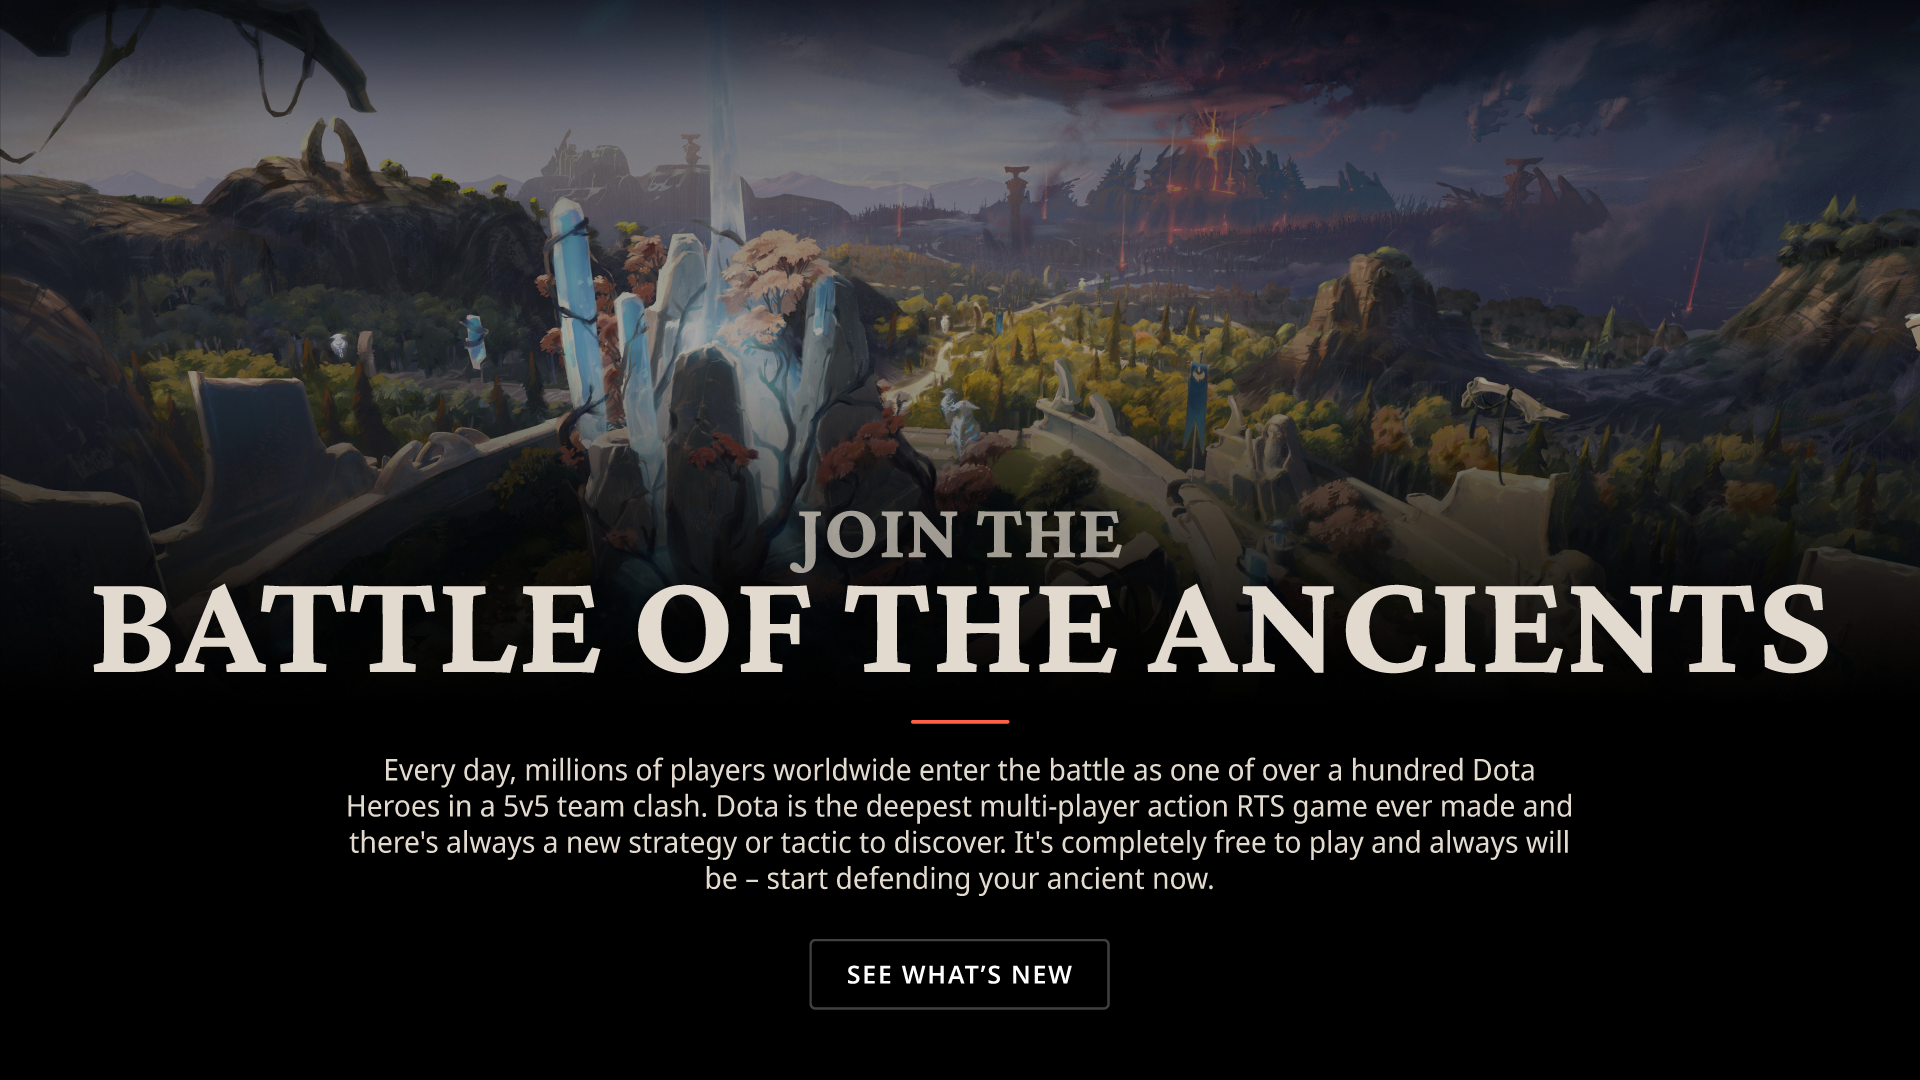 JOIN THE
BATTLE OF THE ANCIENTS
Every day, millions of players worldwide enter the battle as one of over a hundred Dota
Heroes in a 5v5 team clash. Dota is the deepest multi-player action RTS game ever made and
there's always a new strategy or tactic to discover. It's completely free to play and always will
be – start defending your ancient now.
SEE WHAT’S NEW